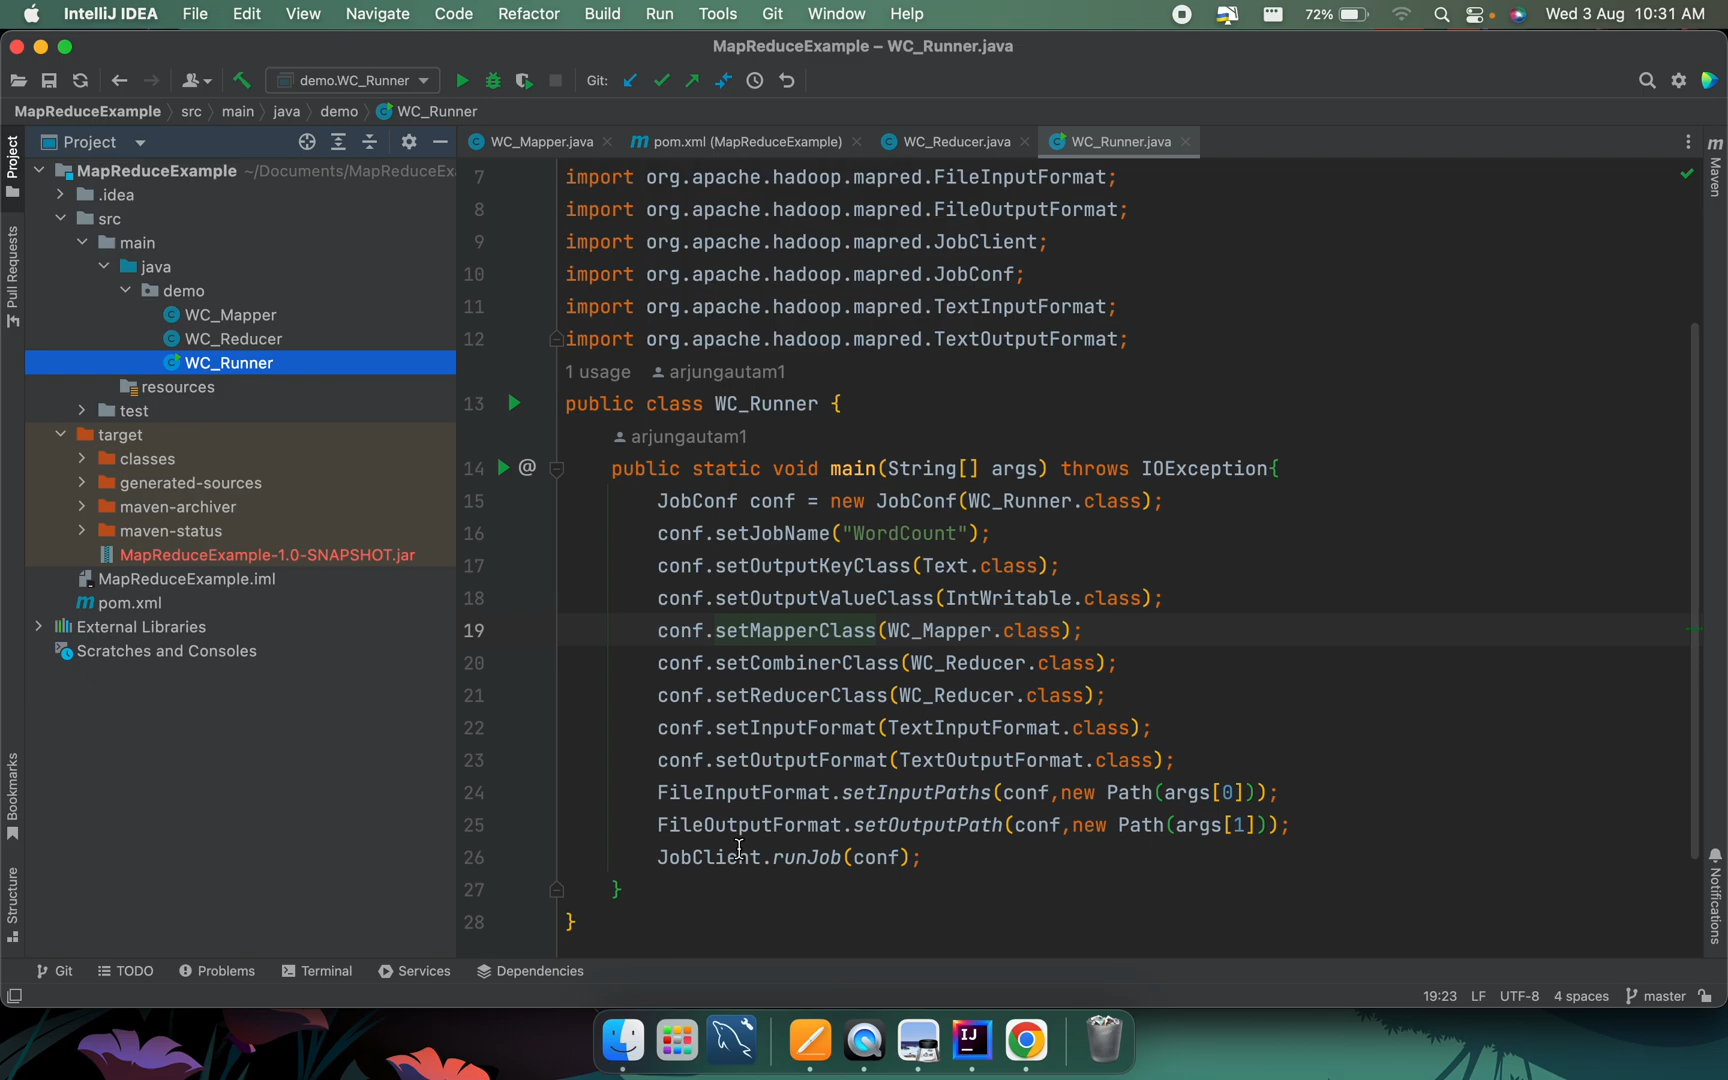 IntelliJ IDEA File Edit View Navigate Code Refactor Build Run Tools Git Window Help 72% Wed 3 Aug 10:31 AM
MapReduceExample – WC_Runner.java
demo.WC_Runner Git:
MapReduceExample src main java demo WC_Runner
Project
WC_Mapper.java pom.xml (MapReduceExample) WC_Reducer.java WC_Runner.java
Project
Pull Requests
Bookmarks
Structure
MapReduceExample ~/Documents/MapReduceEx
.idea
src
main
java
demo
WC_Mapper
WC_Reducer
WC_Runner
resources
test
target
classes
generated-sources
maven-archiver
maven-status
MapReduceExample-1.0-SNAPSHOT.jar
MapReduceExample.iml
pom.xml
External Libraries
Scratches and Consoles
7 import org.apache.hadoop.mapred.FileInputFormat;
8 import org.apache.hadoop.mapred.FileOutputFormat;
9 import org.apache.hadoop.mapred.JobClient;
10 import org.apache.hadoop.mapred.JobConf;
11 import org.apache.hadoop.mapred.TextInputFormat;
12 import org.apache.hadoop.mapred.TextOutputFormat;
1 usage arjungautam1
13 public class WC_Runner {
arjungautam1
14 @ public static void main(String[] args) throws IOException{
15 JobConf conf = new JobConf(WC_Runner.class);
16 conf.setJobName("WordCount");
17 conf.setOutputKeyClass(Text.class);
18 conf.setOutputValueClass(IntWritable.class);
19 conf.setMapperClass(WC_Mapper.class);
20 conf.setCombinerClass(WC_Reducer.class);
21 conf.setReducerClass(WC_Reducer.class);
22 conf.setInputFormat(TextInputFormat.class);
23 conf.setOutputFormat(TextOutputFormat.class);
24 FileInputFormat.setInputPaths(conf,new Path(args[0]));
25 FileOutputFormat.setOutputPath(conf,new Path(args[1]));
26 JobClient.runJob(conf);
27 }
28 }
m Maven
Notifications
Git TODO Problems Terminal Services Dependencies
19:23 LF UTF-8 4 spaces master
IJ